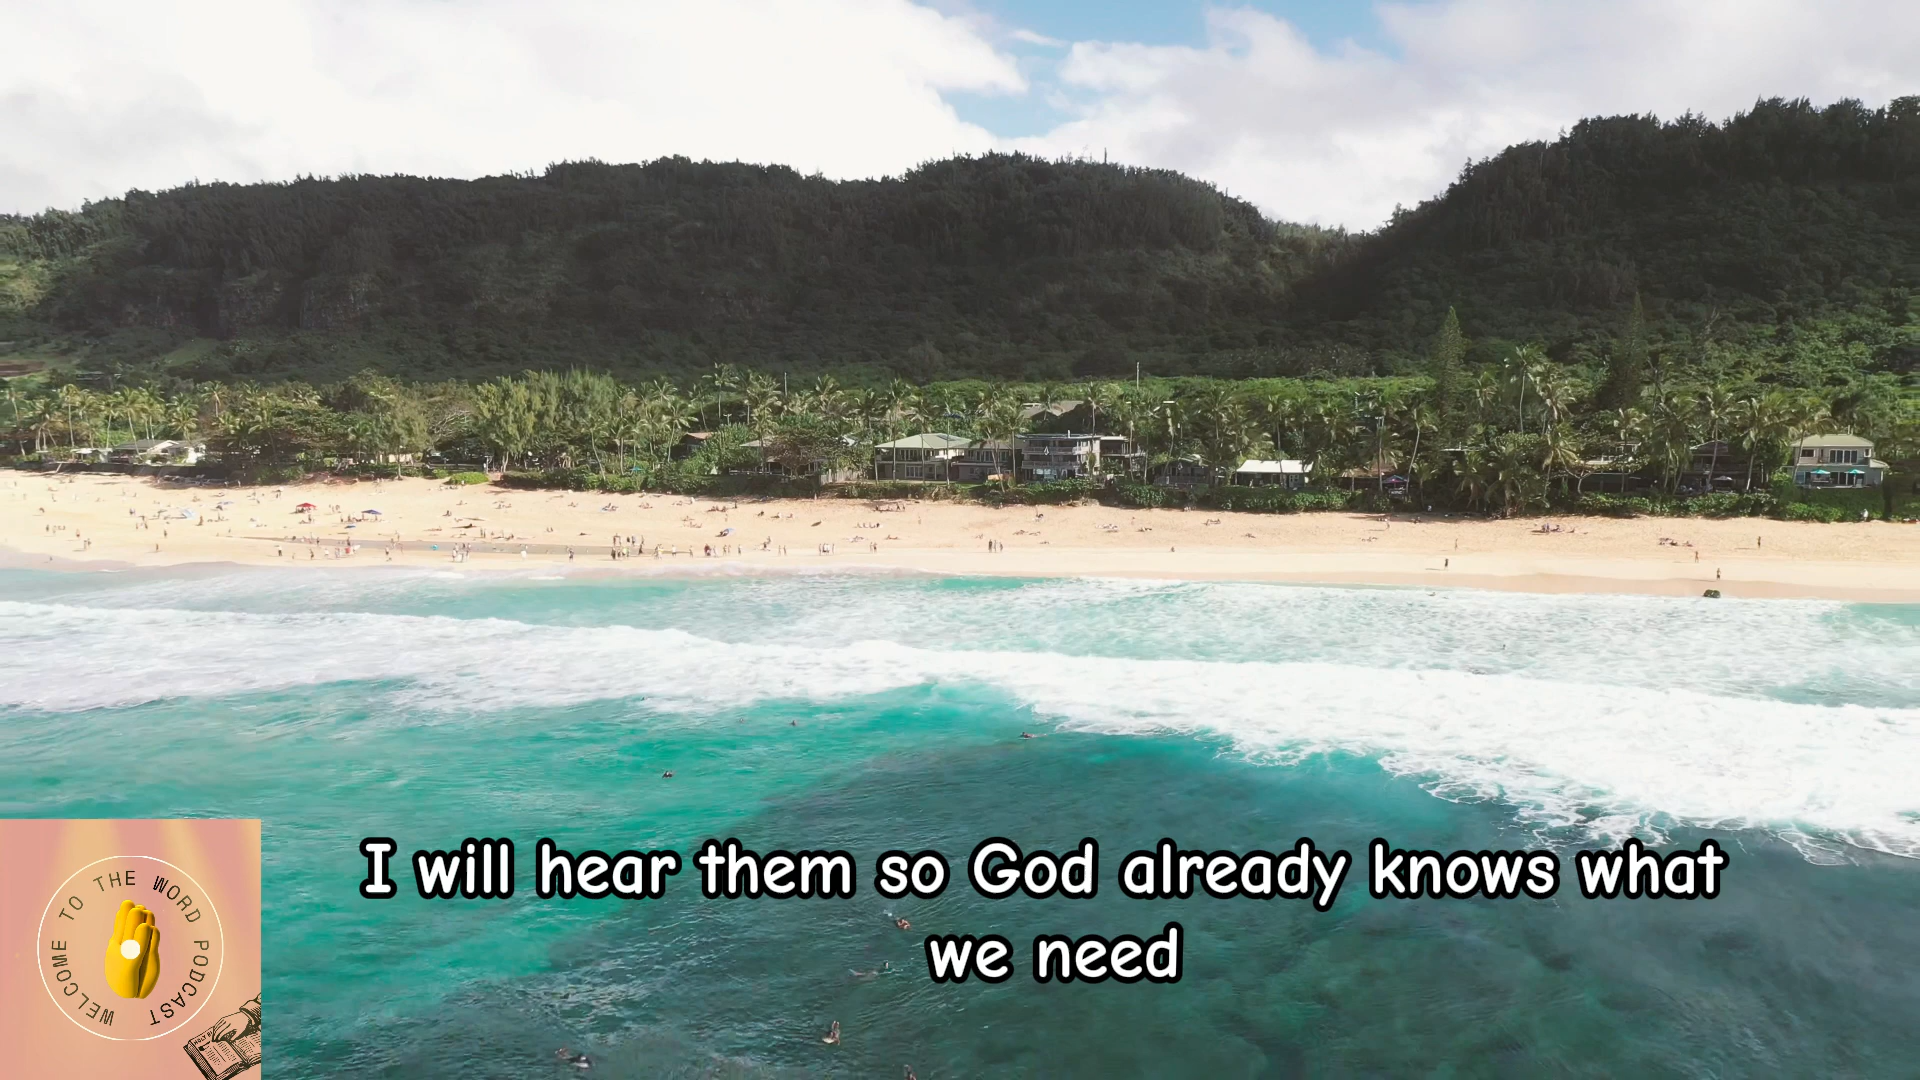 I will hear them so God already knows what
we need
WELCOME TO THE WORD PODCAST